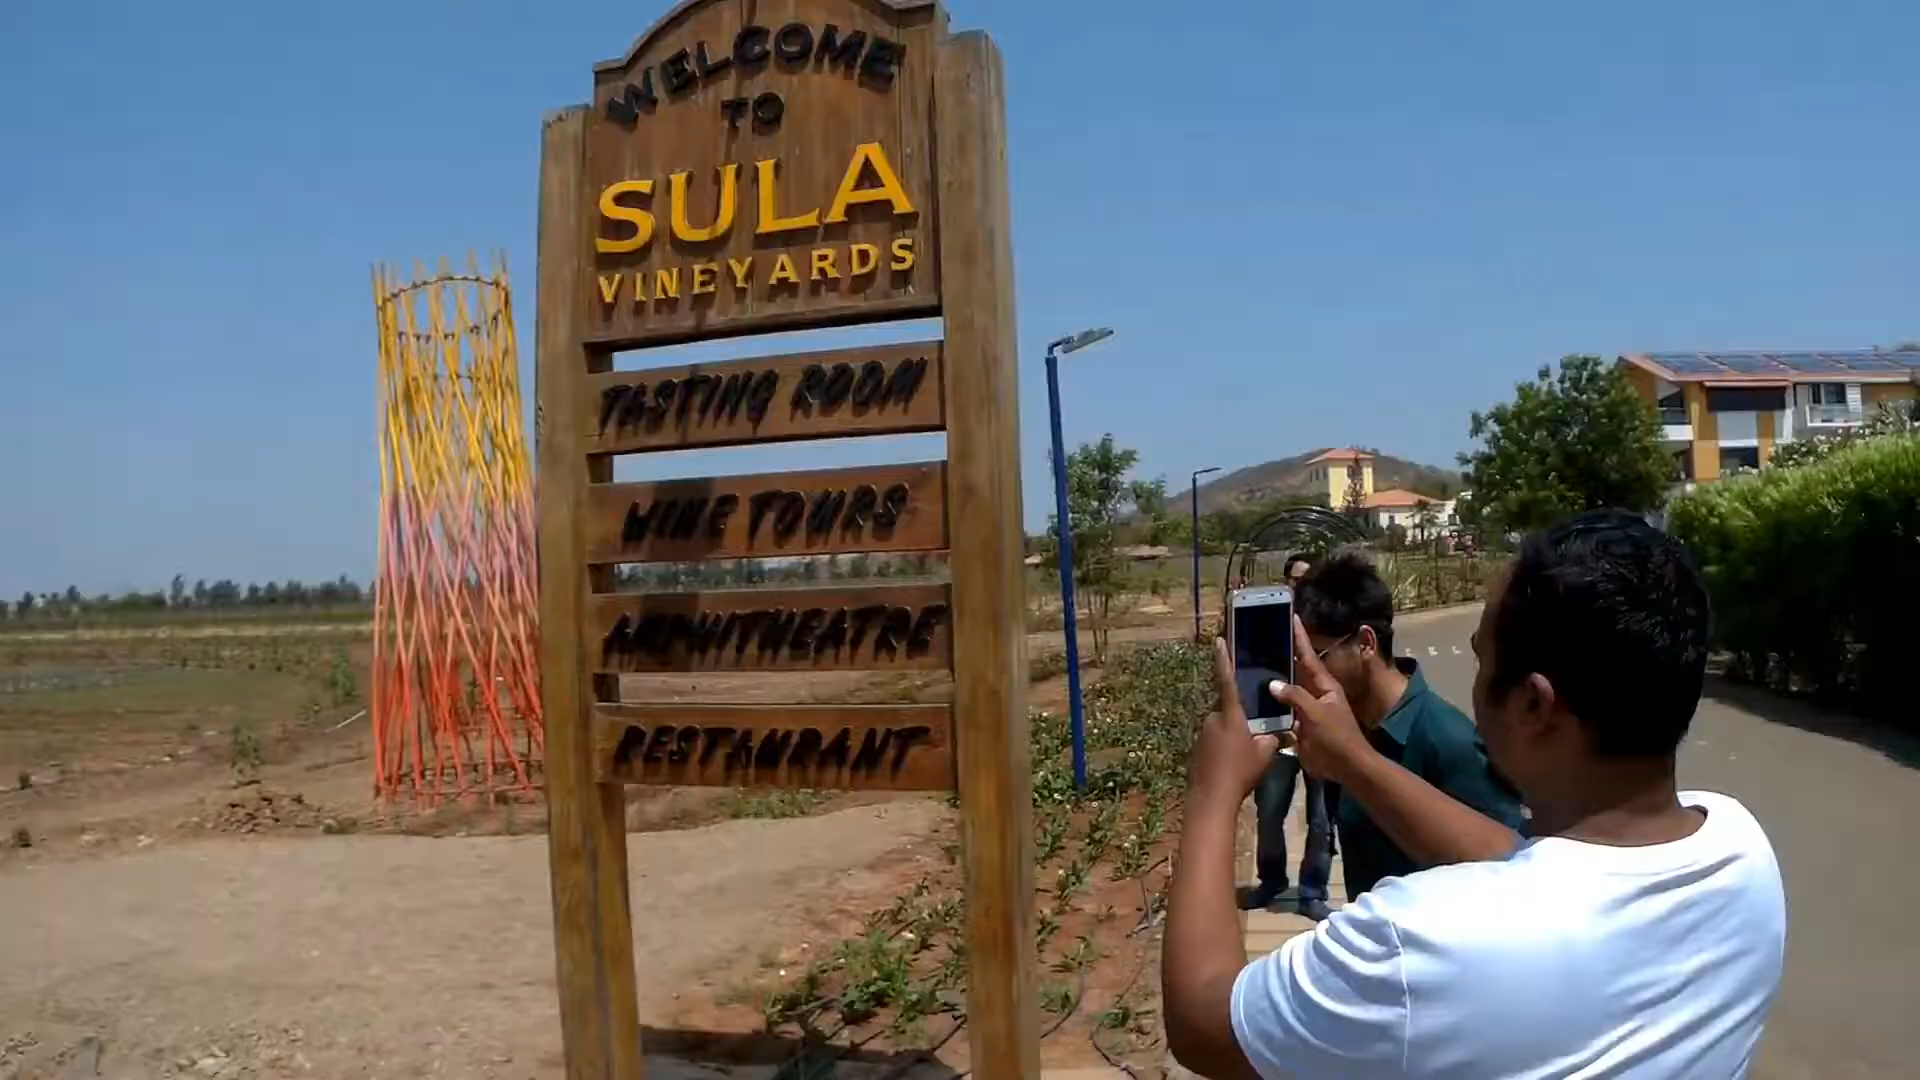 WELCOME
TO
SULA
VINEYARDS
TASTING ROOM
WINE TOURS
AMPHITHEATRE
RESTAURANT